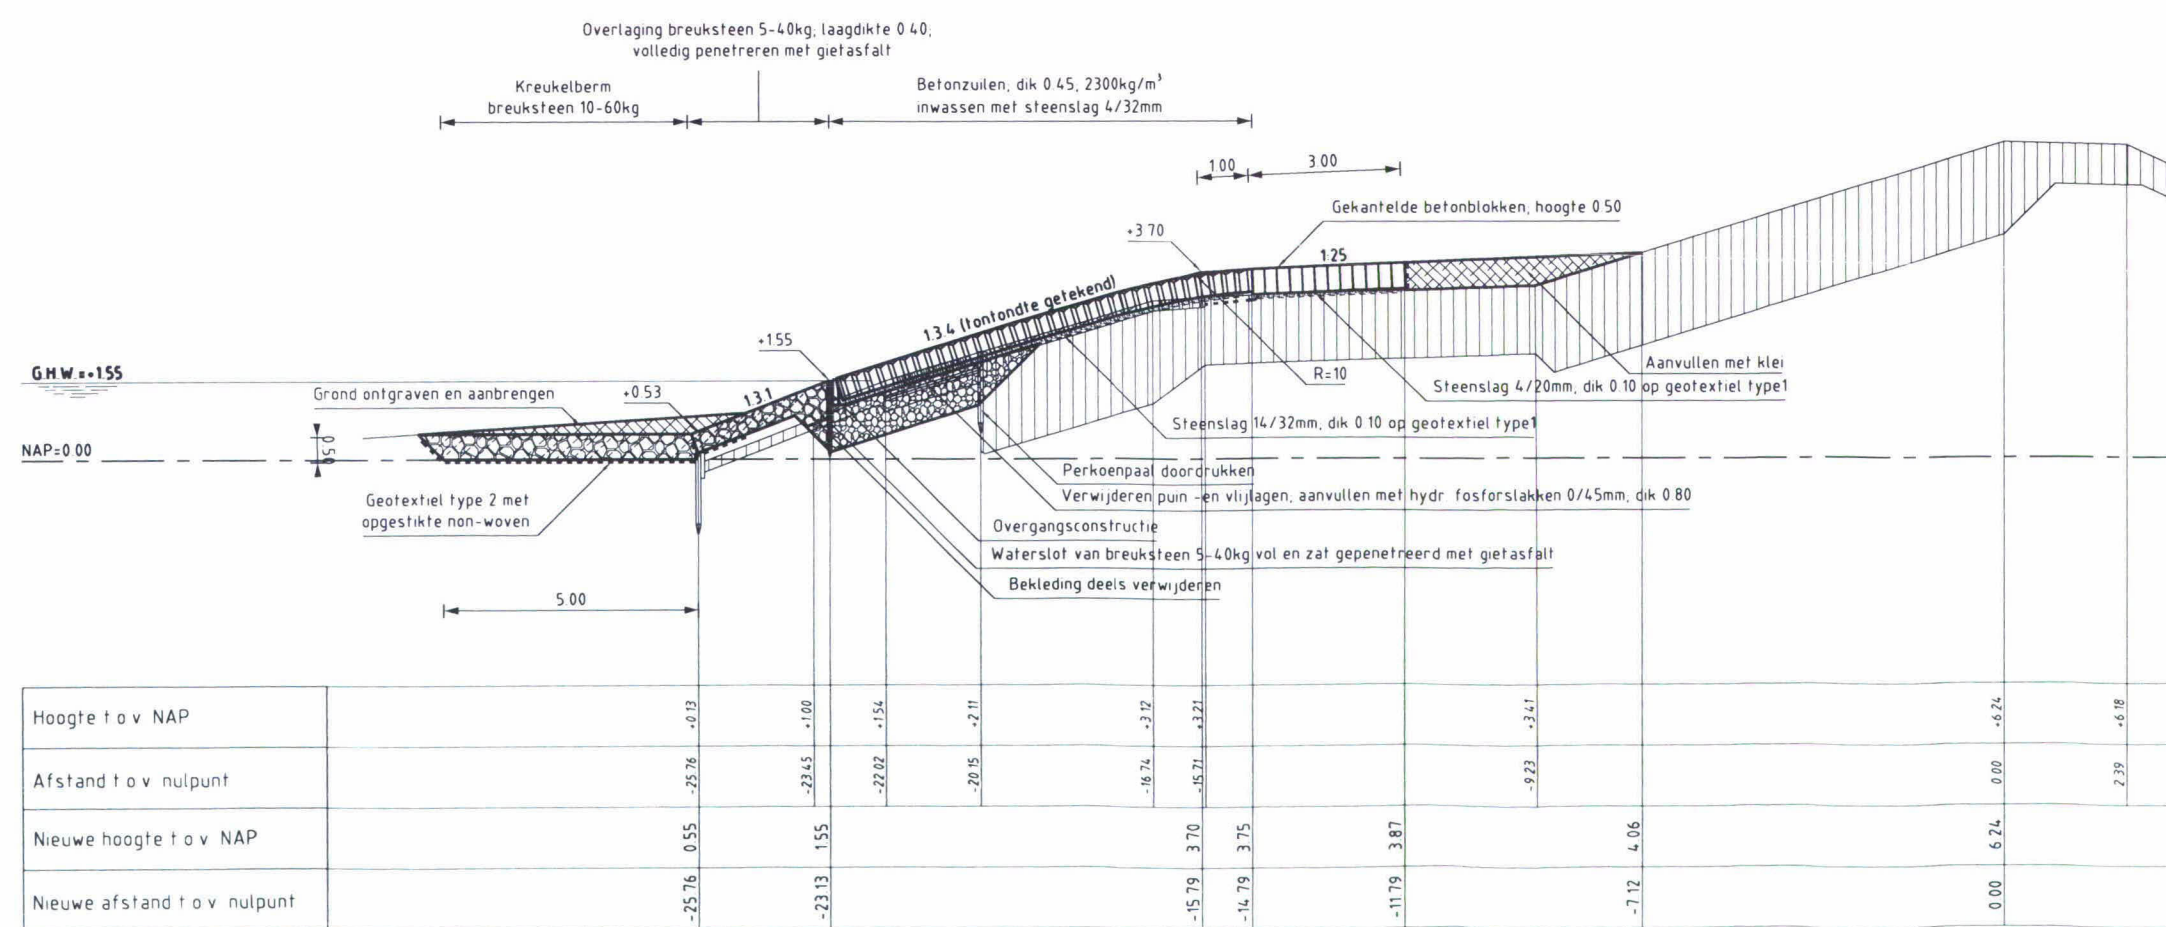 Overlaging breuksteen 5-40kg, laagdikte 0.40,
volledig penetreren met gietasfalt
Kreukelberm
breuksteen 10-60kg
Betonzuilen, dik 0.45, 2300kg/m³
inwassen met steenslag 4/32mm
1.00
3.00
Gekantelde betonblokken, hoogte 0.50
+3.70
1:25
1:3.4 (tontondte getekend)
+1.55
G.H.W.=+1.55
Grond ontgraven en aanbrengen
+0.53
1:3.1
Aanvullen met klei
R=10
Steenslag 4/20mm, dik 0.10 op geotextiel type1
Steenslag 14/32mm, dik 0.10 op geotextiel type1
0.50
NAP=0.00
Perkoenpaal doordrukken
Verwijderen puin -en vlijlagen, aanvullen met hydr. fosforslakken 0/45mm, dik 0.80
Geotextiel type 2 met
opgestikte non-woven
Overgangsconstructie
Waterslot van breuksteen 5-40kg vol en zat gepenetreerd met gietasfalt
Bekleding deels verwijderen
5.00
Hoogte t o v NAP +0.13 +1.00 +1.54 +2.11 +3.12 +3.21 +3.41 +6.24 +6.18
Afstand t o v nulpunt -25.76 -23.45 -22.02 -20.15 -16.74 -15.71 -9.23 0.00 2.39
Nieuwe hoogte t o v NAP 0.55 1.55 3.70 3.75 3.87 4.06 6.24
Nieuwe afstand t o v nulpunt -25.76 -23.13 -15.79 -14.79 -11.79 -7.12 0.00